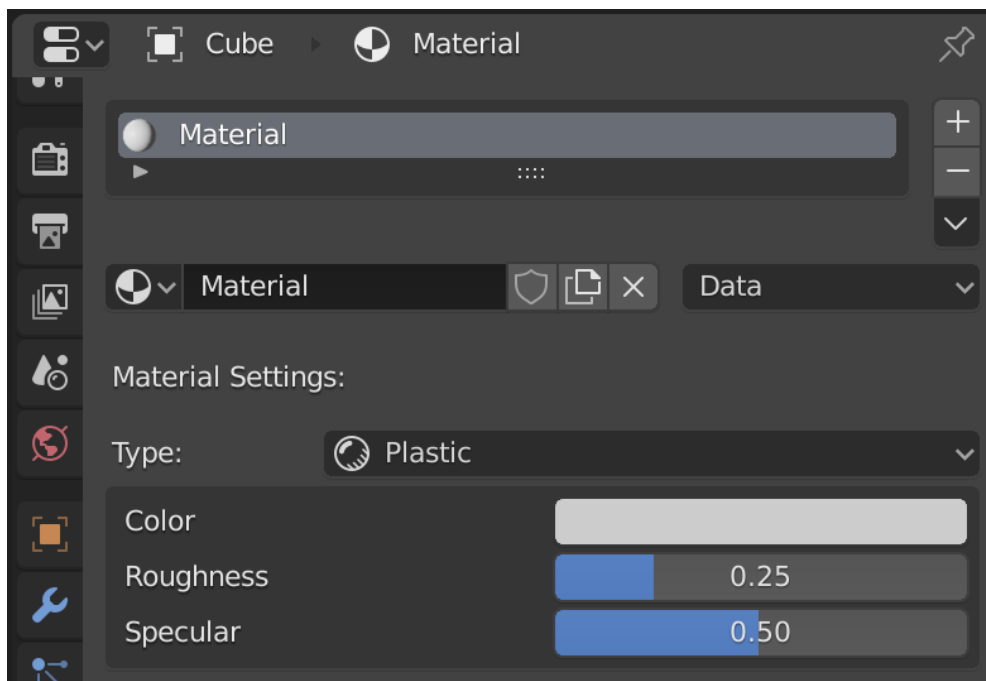 Cube Material
Material
Material Data
Material Settings:
Type: Plastic
Color
Roughness 0.25
Specular 0.50